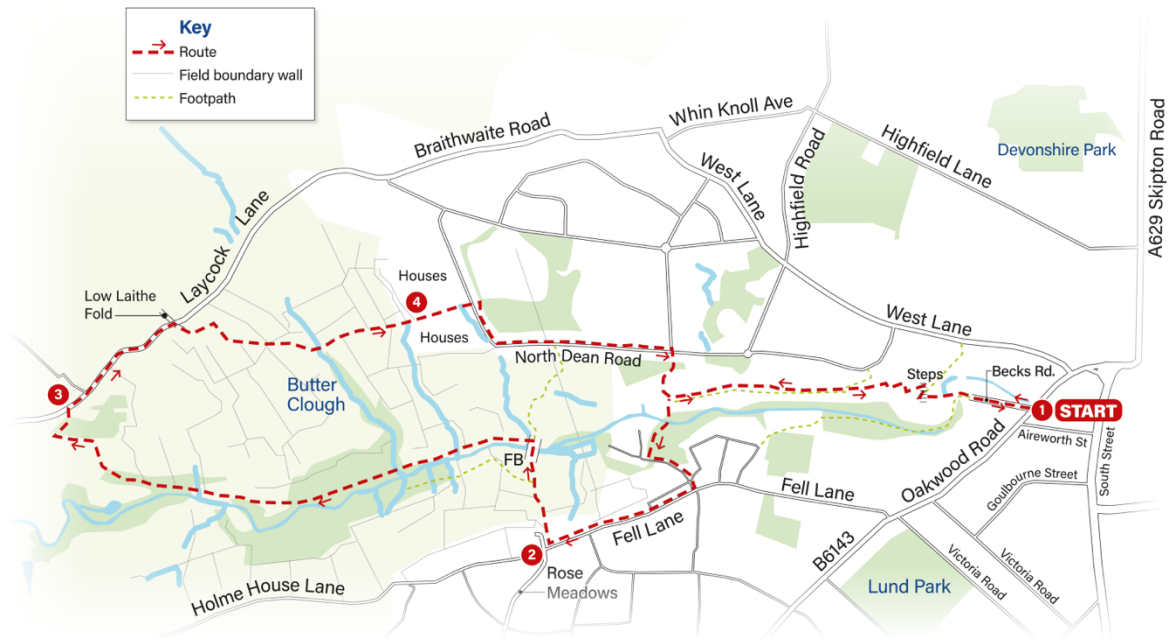 Key
Route
Field boundary wall
Footpath
Whin Knoll Ave
Braithwaite Road
Highfield Lane
Devonshire Park
A629 Skipton Road
West Lane
Highfield Road
Laycock Lane
Low Laithe
Fold
Houses
4
Houses
North Dean Road
West Lane
Steps
Becks Rd.
1 START
Aireworth St
3
Butter
Clough
FB
Oakwood Road
Goulbourne Street
South Street
Fell Lane
Fell Lane
B6143
Victoria Road
Victoria Road
2
Rose
Meadows
Holme House Lane
Lund Park